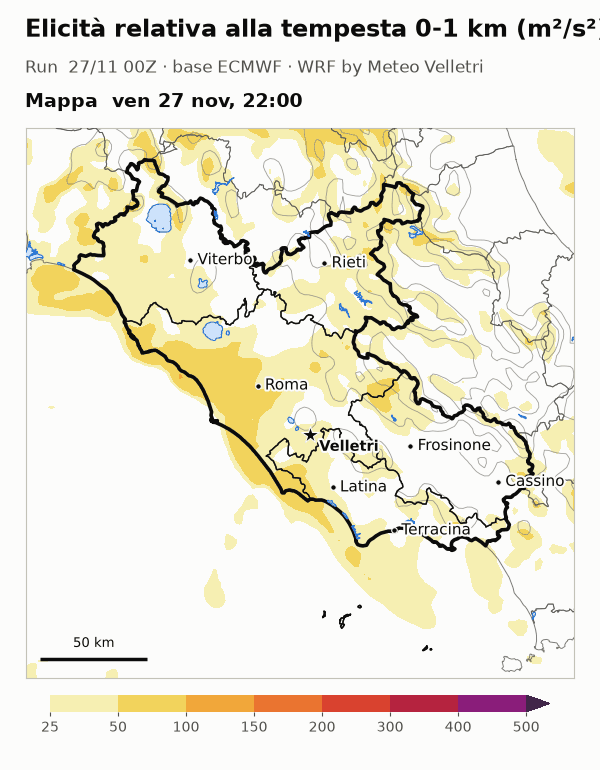 Elicità relativa alla tempesta 0-1 km (m²/s²)
Run  27/11 00Z · base ECMWF · WRF by Meteo Velletri
Mappa  ven 27 nov, 22:00
Viterbo
Rieti
Roma
Velletri
Frosinone
Cassino
Latina
Terracina
50 km
25 50 100 150 200 300 400 500